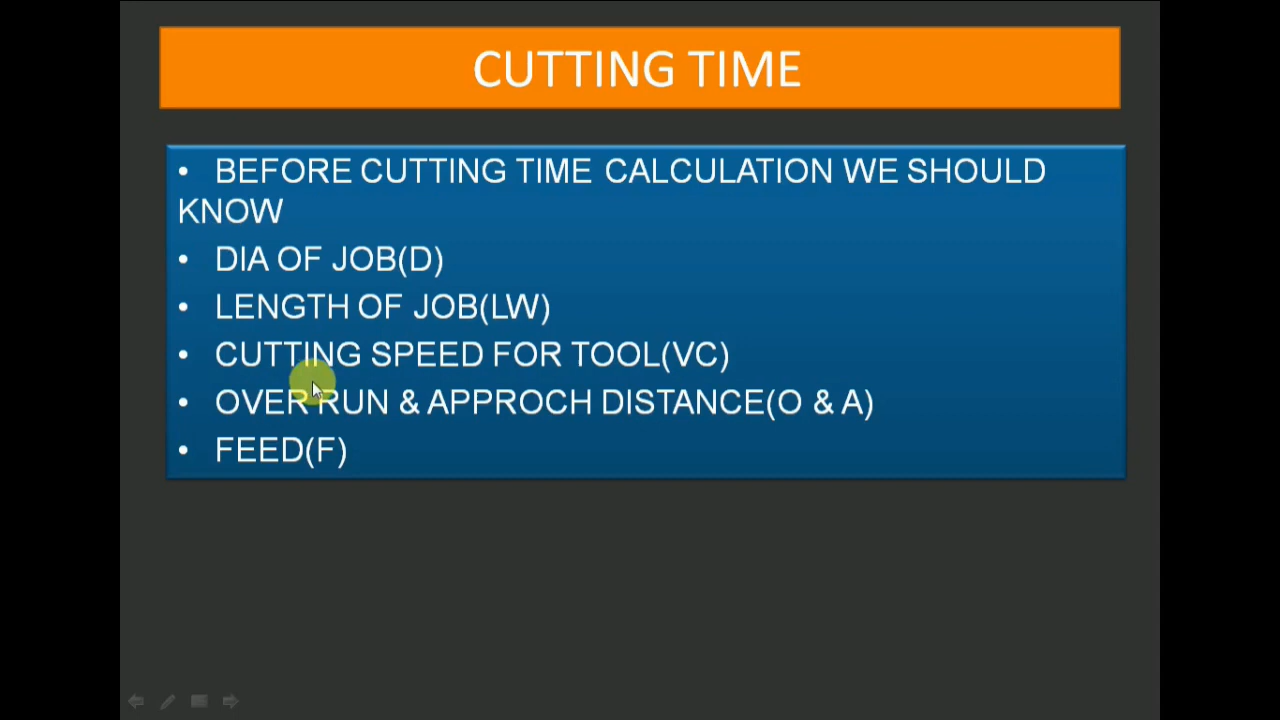 CUTTING TIME
• BEFORE CUTTING TIME CALCULATION WE SHOULD
KNOW
• DIA OF JOB(D)
• LENGTH OF JOB(LW)
• CUTTING SPEED FOR TOOL(VC)
• OVER RUN & APPROCH DISTANCE(O & A)
• FEED(F)